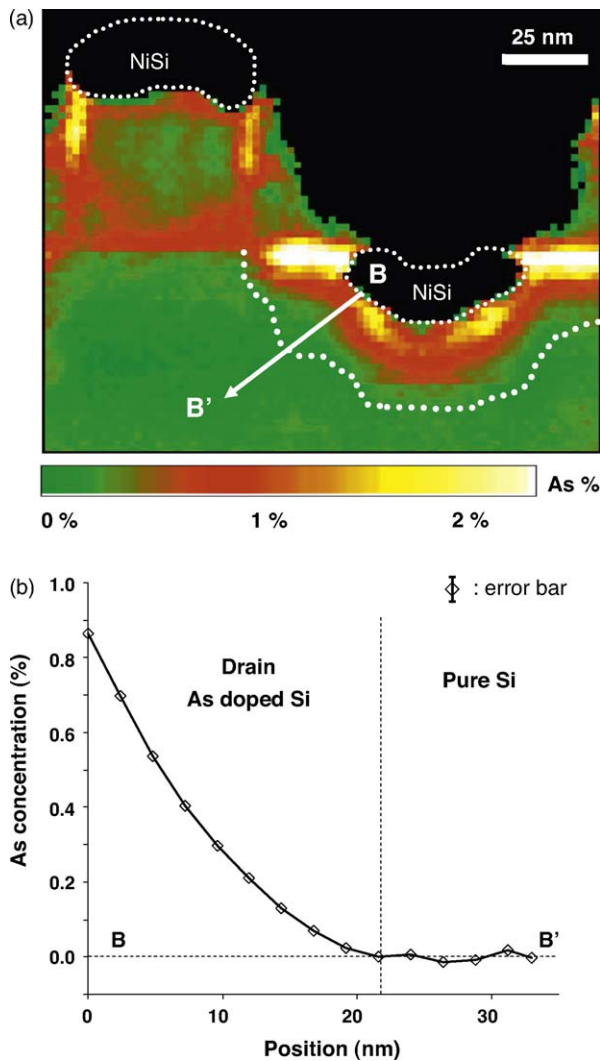 (a)
NiSi
25 nm
B
NiSi
B'
As %
0 % 1 % 2 %
(b)
: error bar
1.0
0.8
0.6
0.4
0.2
0.0
As concentration (%)
Drain
As doped Si
Pure Si
B
B'
0 10 20 30
Position (nm)